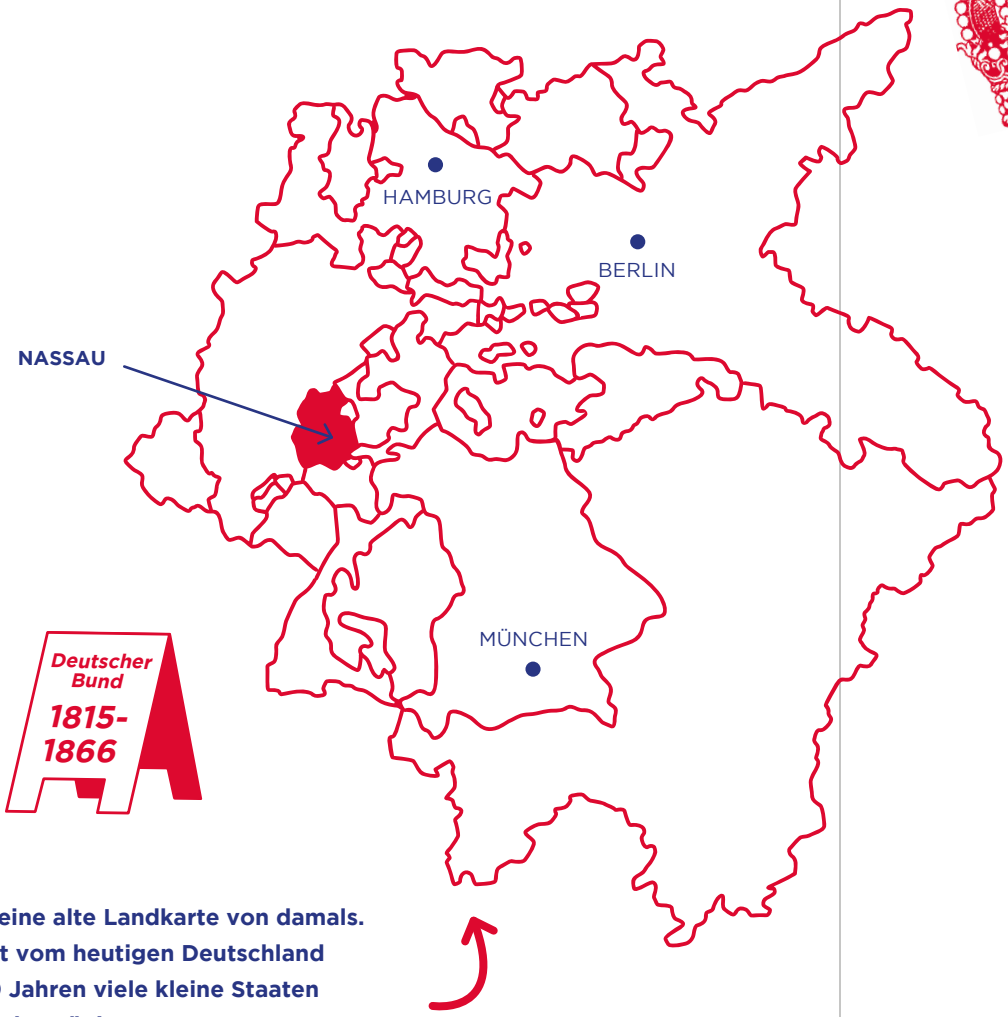 HAMBURG
BERLIN
NASSAU
MÜNCHEN
Deutscher
Bund
1815-
1866
eine alte Landkarte von damals.
t vom heutigen Deutschland
Jahren viele kleine Staaten